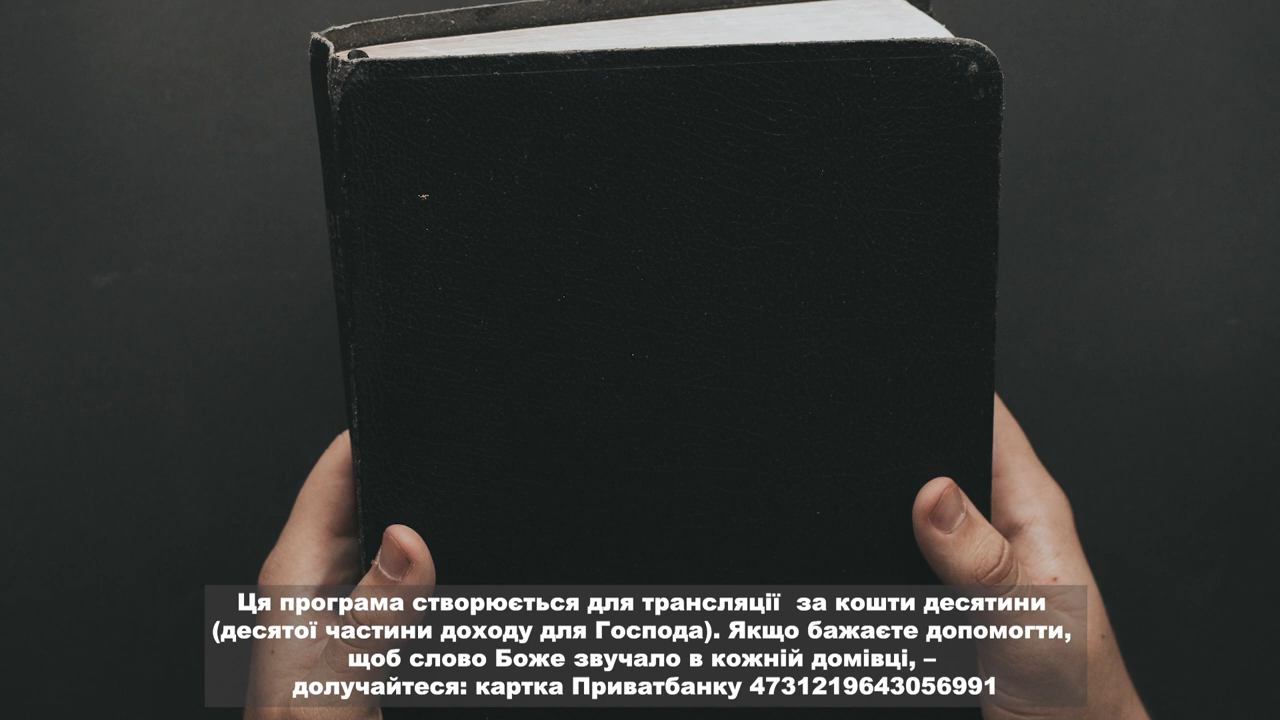 Ця програма створюється для трансляції за кошти десятини
(десятої частини доходу для Господа). Якщо бажаєте допомогти,
щоб слово Боже звучало в кожній домівці, –
долучайтеся: картка Приватбанку 4731219643056991